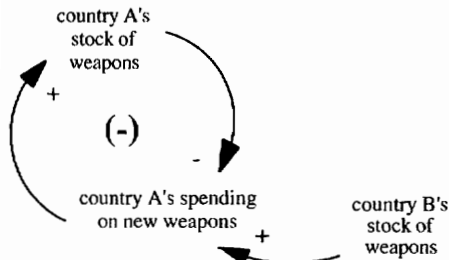 country A's
stock of
weapons
+
(-)
-
country A's spending
on new weapons
+
country B's
stock of
weapons